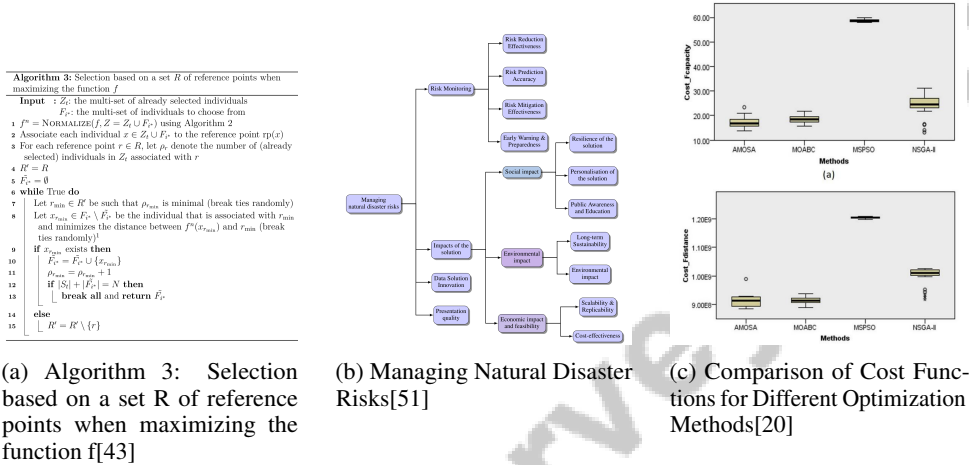 Algorithm 3: Selection based on a set R of reference points when
maximizing the function f
Input : Z_t: the multi-set of already selected individuals
F_i*: the multi-set of individuals to choose from
1 f^n = NORMALIZE(f, Z = Z_t ∪ F_i*) using Algorithm 2
2 Associate each individual x ∈ Z_t ∪ F_i* to the reference point rp(x)
3 For each reference point r ∈ R, let ρ_r denote the number of (already
selected) individuals in Z_t associated with r
4 R′ = R
5 F̃_i* = ∅
6 while True do
7 Let r_min ∈ R′ be such that ρ_r_min is minimal (break ties randomly)
8 Let x_r_min ∈ F_i* \ F̃_i* be the individual that is associated with r_min
and minimizes the distance between f^n(x_r_min) and r_min (break
ties randomly)¹
9 if x_r_min exists then
10 F̃_i* = F̃_i* ∪ {x_r_min}
11 ρ_r_min = ρ_r_min + 1
12 if |S_t| + |F̃_i*| = N then
13 break all and return F̃_i*
14 else
15 R′ = R′ \ {r}
(a) Algorithm 3: Selection
based on a set R of reference
points when maximizing the
function f[43]
Managing
natural disaster risks
Risk Monitoring
Impacts of the
solution
Data Solution
Innovation
Presentation
quality
Risk Reduction
Effectiveness
Risk Prediction
Accuracy
Risk Mitigation
Effectiveness
Early Warning &
Preparedness
Social impact
Environmental
impact
Economic impact
and feasibility
Resilience of the
solution
Personalisation of
the solution
Public Awareness
and Education
Long-term
Sustainability
Environmental
impact
Scalability &
Replicability
Cost-effectiveness
(b) Managing Natural Disaster
Risks[51]
Cost_Fcapacity
60.00
50.00
40.00
30.00
20.00
10.00
AMOSA MOABC MSPSO NSGA-II
Methods
(a)
Cost_Fdistance
1.20E9
1.10E9
1.00E9
9.00E8
AMOSA MOABC MSPSO NSGA-II
Methods
(c) Comparison of Cost Func-
tions for Different Optimization
Methods[20]